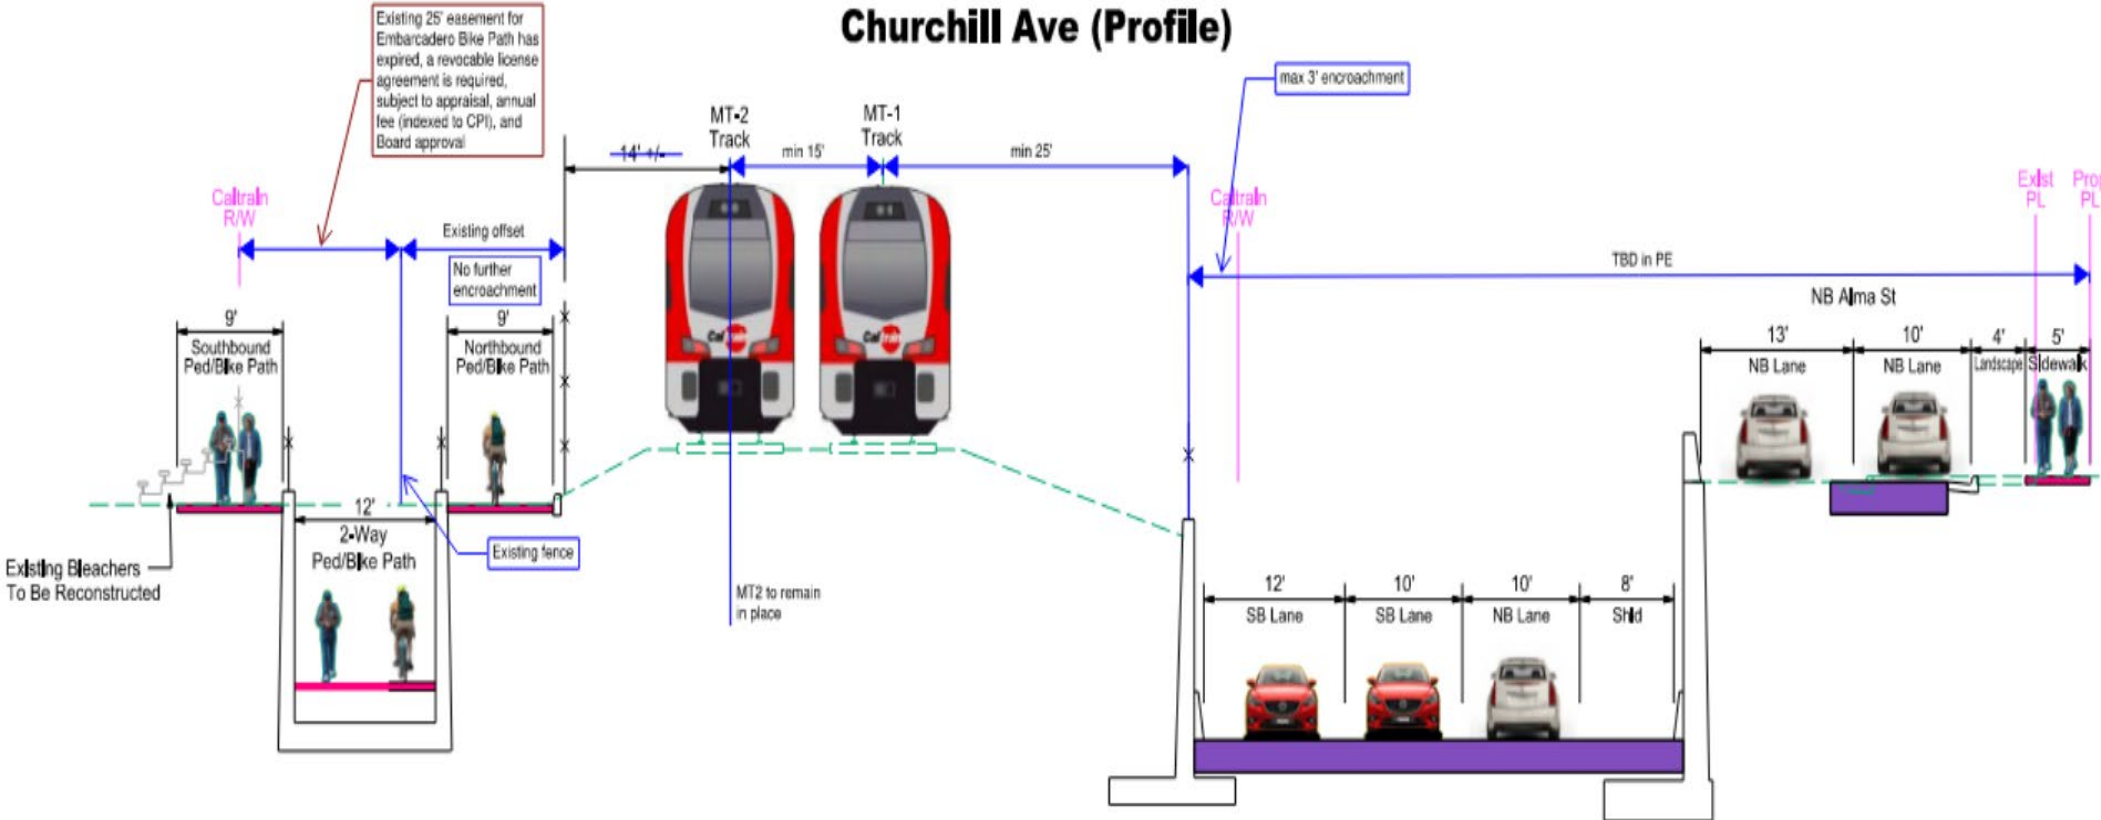 Churchill Ave (Profile)
Existing 25' easement for
Embarcadero Bike Path has
expired, a revocable license
agreement is required,
subject to appraisal, annual
fee (indexed to CPI), and
Board approval
max 3' encroachment
MT-2
Track
MT-1
Track
14' +/-
min 15'
min 25'
Caltrain
R/W
Existing offset
No further
encroachment
Caltrain
R/W
Exist
PL
PL
TBD in PE
NB Alma St
9'
Southbound
Ped/Bike Path
9'
Northbound
Ped/Bike Path
13'
NB Lane
10'
NB Lane
4'
Landscape
5'
Sidewalk
Cal
12'
2-Way
Ped/Bike Path
Existing fence
Existing Bleachers
To Be Reconstructed
MT2 to remain
in place
12'
SB Lane
10'
SB Lane
10'
NB Lane
8'
Shld